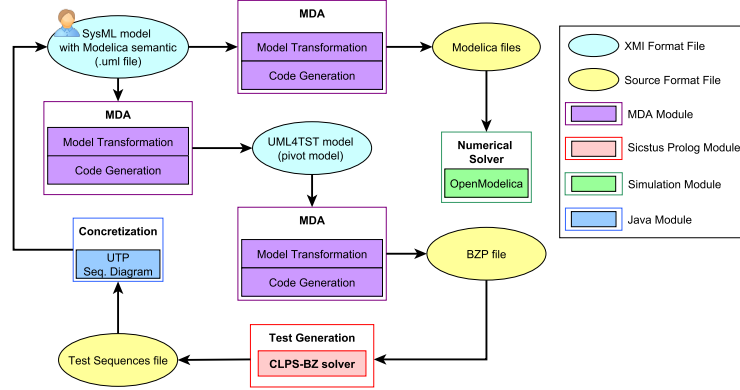 SysML model
with Modelica semantic
(.uml file)
MDA
Model Transformation
Code Generation
Modelica files
XMI Format File
Source Format File
MDA Module
Sicstus Prolog Module
Simulation Module
Java Module
MDA
Model Transformation
Code Generation
UML4TST model
(pivot model)
Numerical
Solver
OpenModelica
MDA
Model Transformation
Code Generation
BZP file
Concretization
UTP
Seq. Diagram
Test Generation
CLPS-BZ solver
Test Sequences file